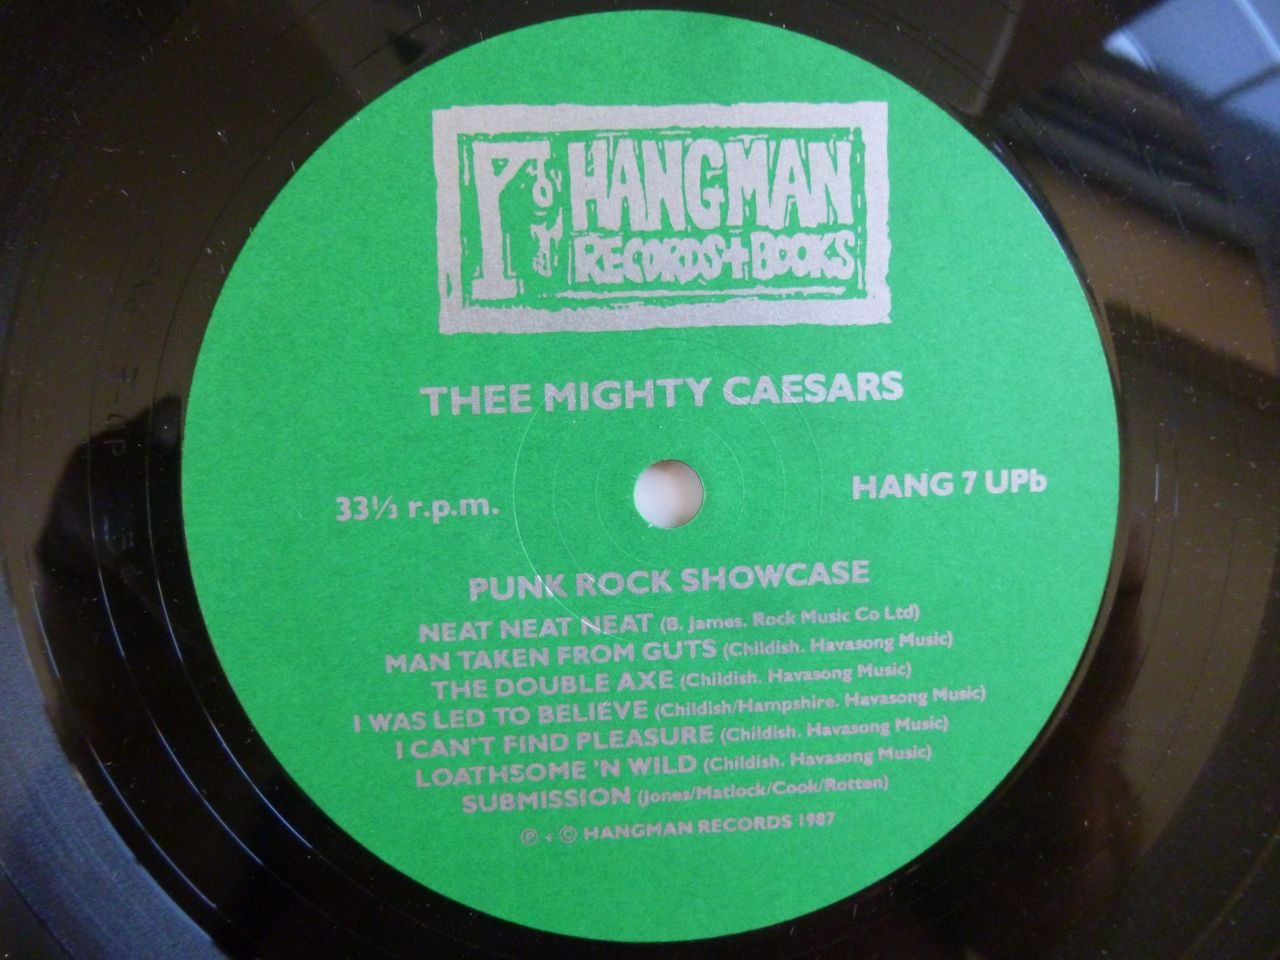 HANGMAN
RECORDS + BOOKS
THEE MIGHTY CAESARS
33⅓ r.p.m.
HANG 7 UPb
PUNK ROCK SHOWCASE
NEAT NEAT NEAT (B. James. Rock Music Co Ltd)
MAN TAKEN FROM GUTS (Childish. Havasong Music)
THE DOUBLE AXE (Childish. Havasong Music)
I WAS LED TO BELIEVE (Childish/Hampshire. Havasong Music)
I CAN'T FIND PLEASURE (Childish. Havasong Music)
LOATHSOME 'N WILD (Childish. Havasong Music)
SUBMISSION (Jones/Matlock/Cook/Rotten)
Ⓟ + © HANGMAN RECORDS 1987